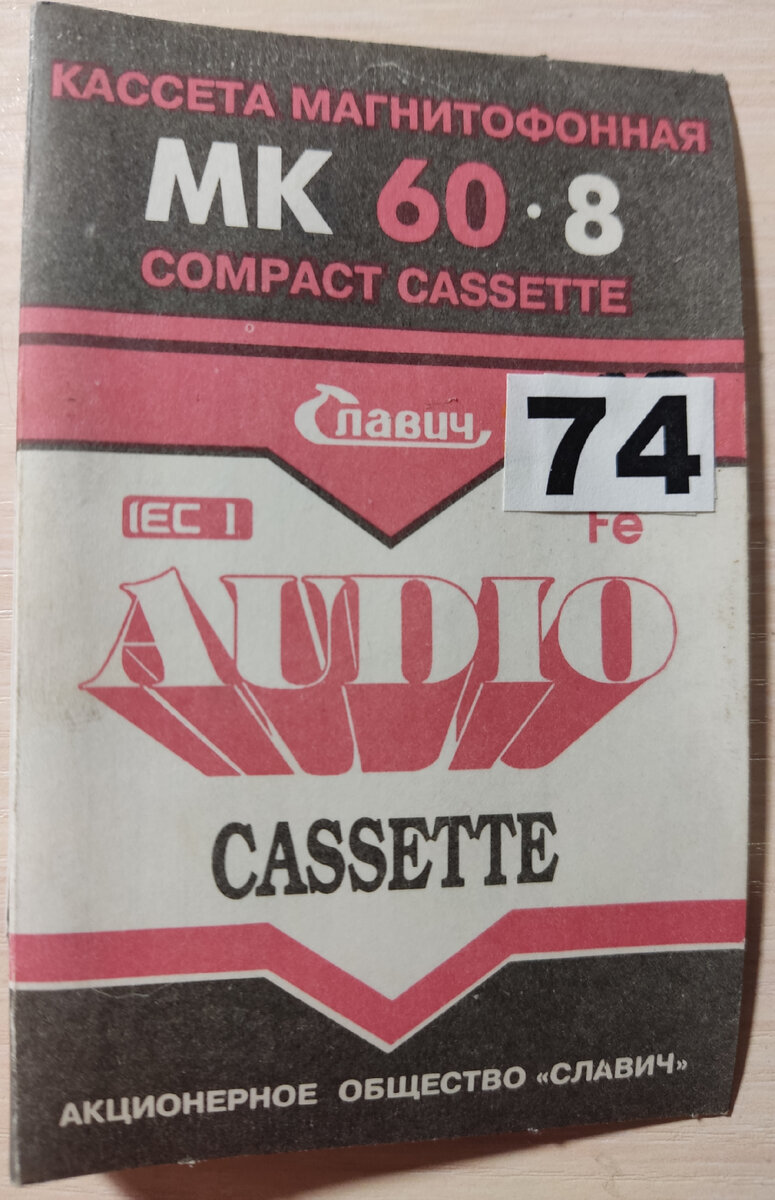 КАССЕТА МАГНИТОФОННАЯ
МК 60·8
COMPACT CASSETTE
Славич
74
IEC I
Fe
AUDIO
CASSETTE
АКЦИОНЕРНОЕ ОБЩЕСТВО «СЛАВИЧ»